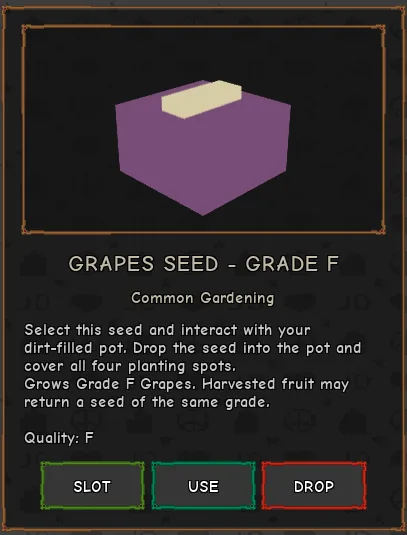 GRAPES SEED - GRADE F
Common Gardening
Select this seed and interact with your
dirt-filled pot. Drop the seed into the pot and
cover all four planting spots.
Grows Grade F Grapes. Harvested fruit may
return a seed of the same grade.
Quality: F
SLOT USE DROP